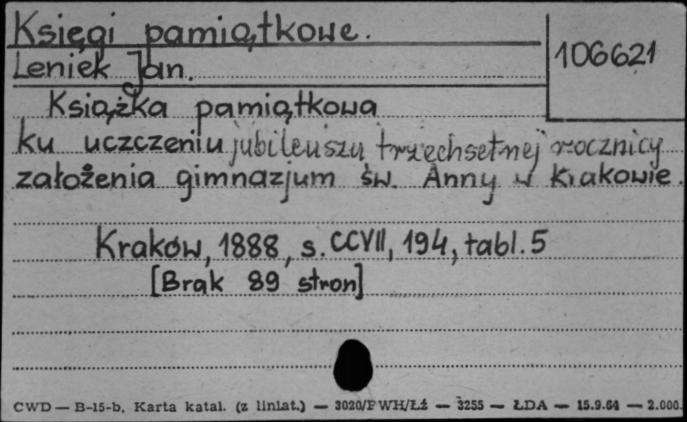 Księgi pamiątkowe.
106621
Leniek Jan.
Książka pamiątkowa
ku uczczeniu jubileuszu trzechsetnej rocznicy
założenia gimnazjum św. Anny w Krakowie.
Kraków, 1888, s. CCVII, 194, tabl. 5
[Brak 89 stron]
CWD — B-15-b, Karta katal. (z liniat.) — 3020/PWH/Łź — 3255 — ŁDA — 15.9.64 — 2.000.